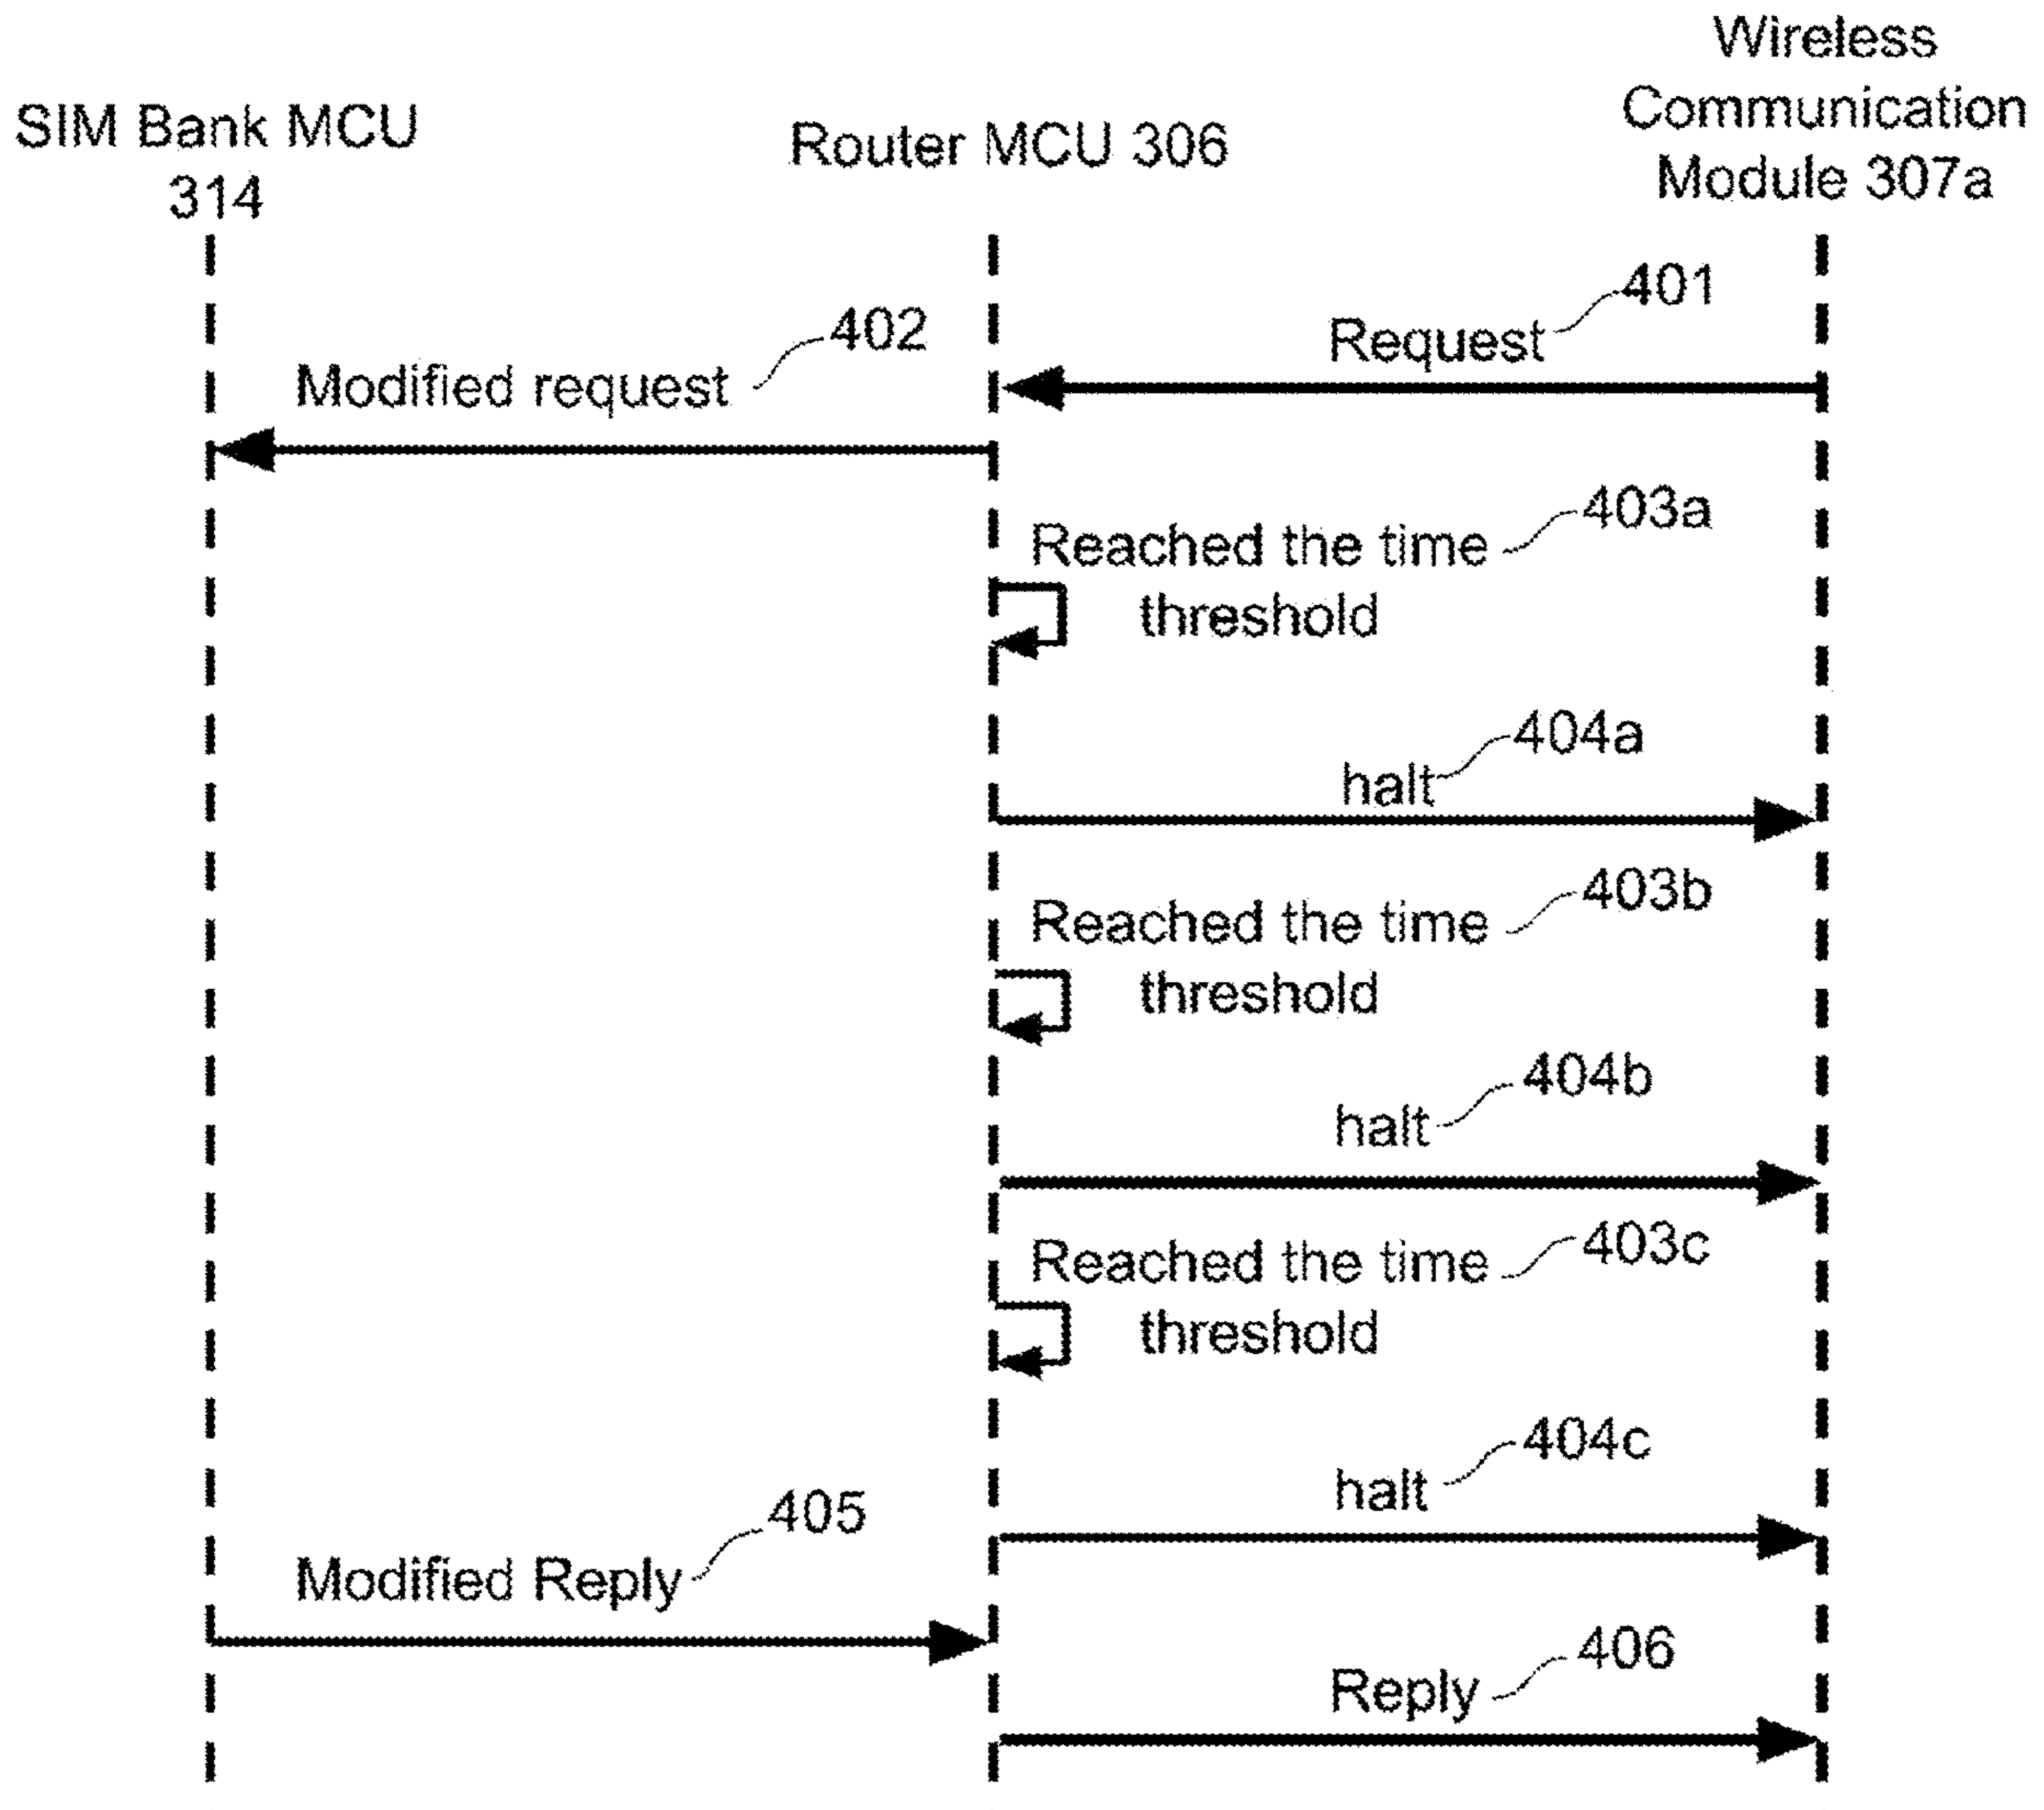 SIM Bank MCU
314
Router MCU 306
Wireless
Communication
Module 307a
401
Request
402
Modified request
403a
Reached the time
threshold
404a
halt
403b
Reached the time
threshold
404b
halt
403c
Reached the time
threshold
404c
halt
405
Modified Reply
406
Reply